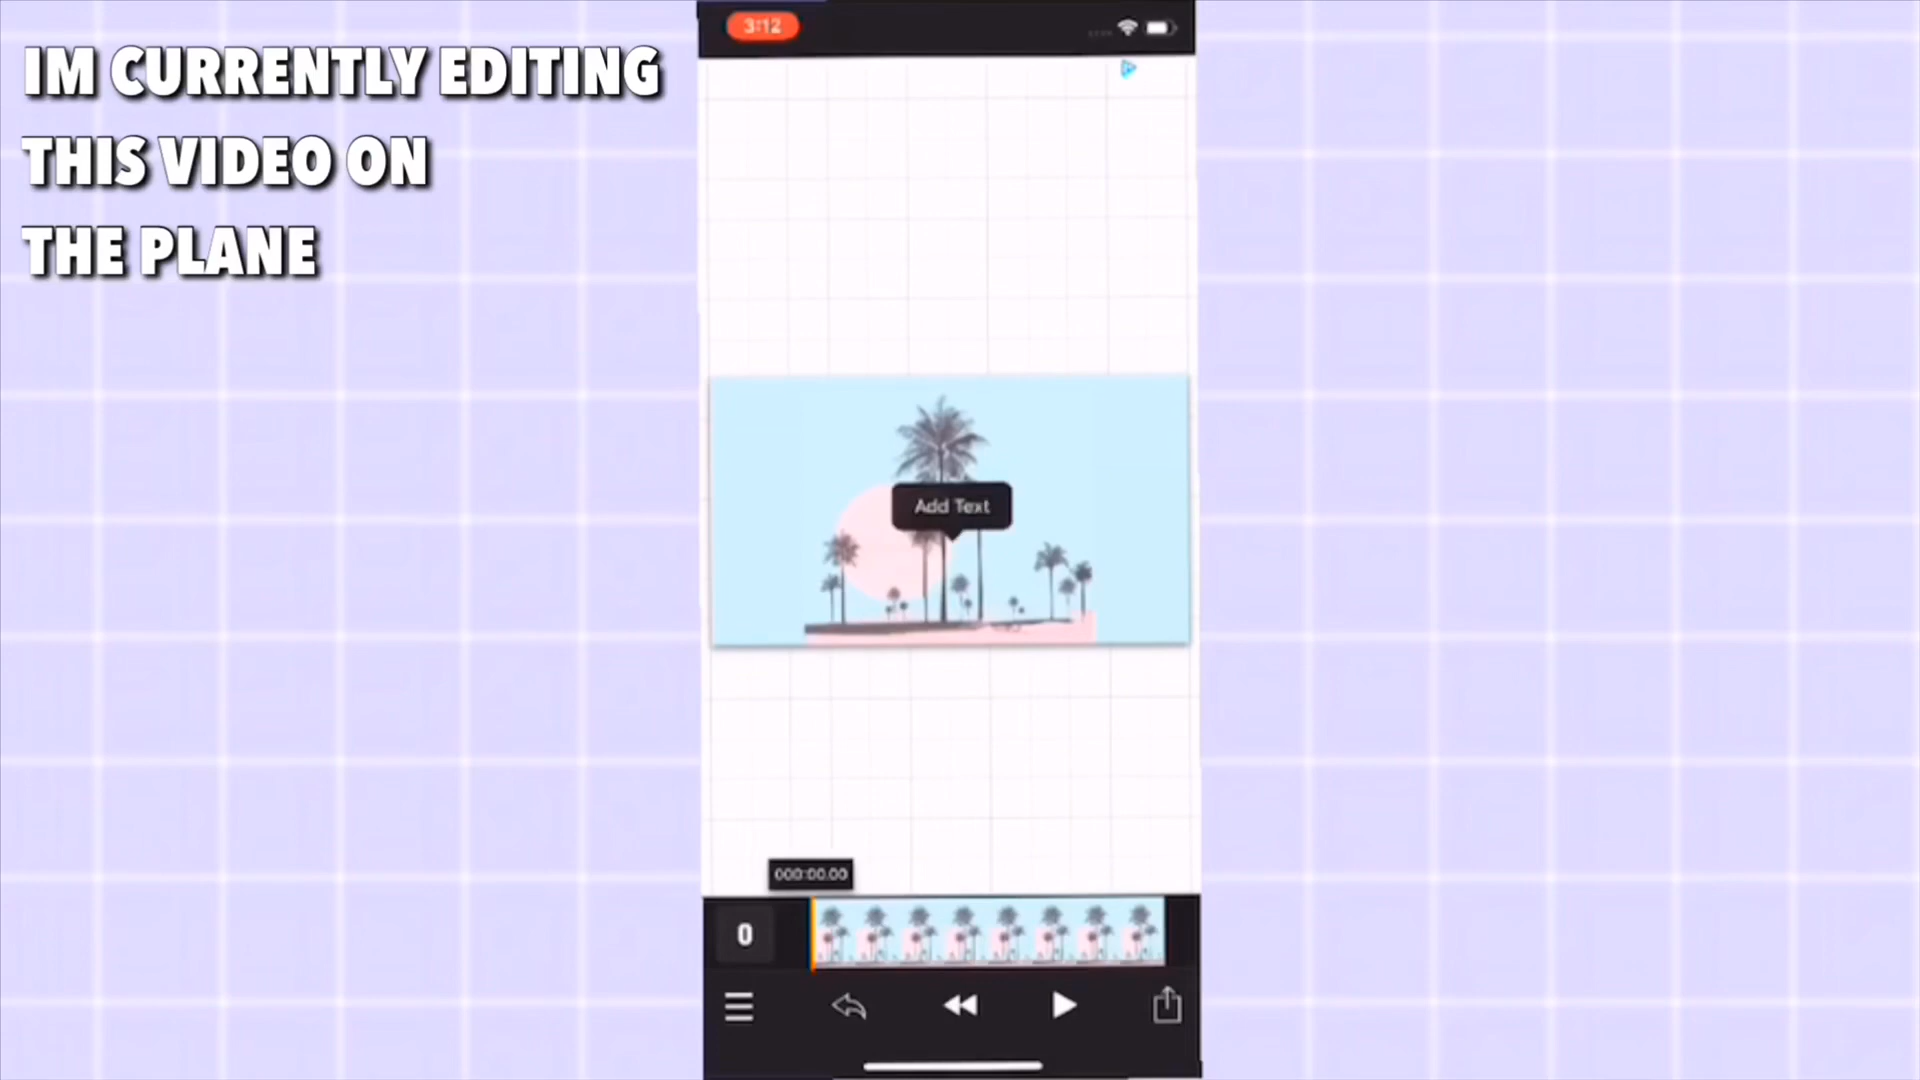 IM CURRENTLY EDITING
THIS VIDEO ON
THE PLANE
3:12
Add Text
000:00.00
0